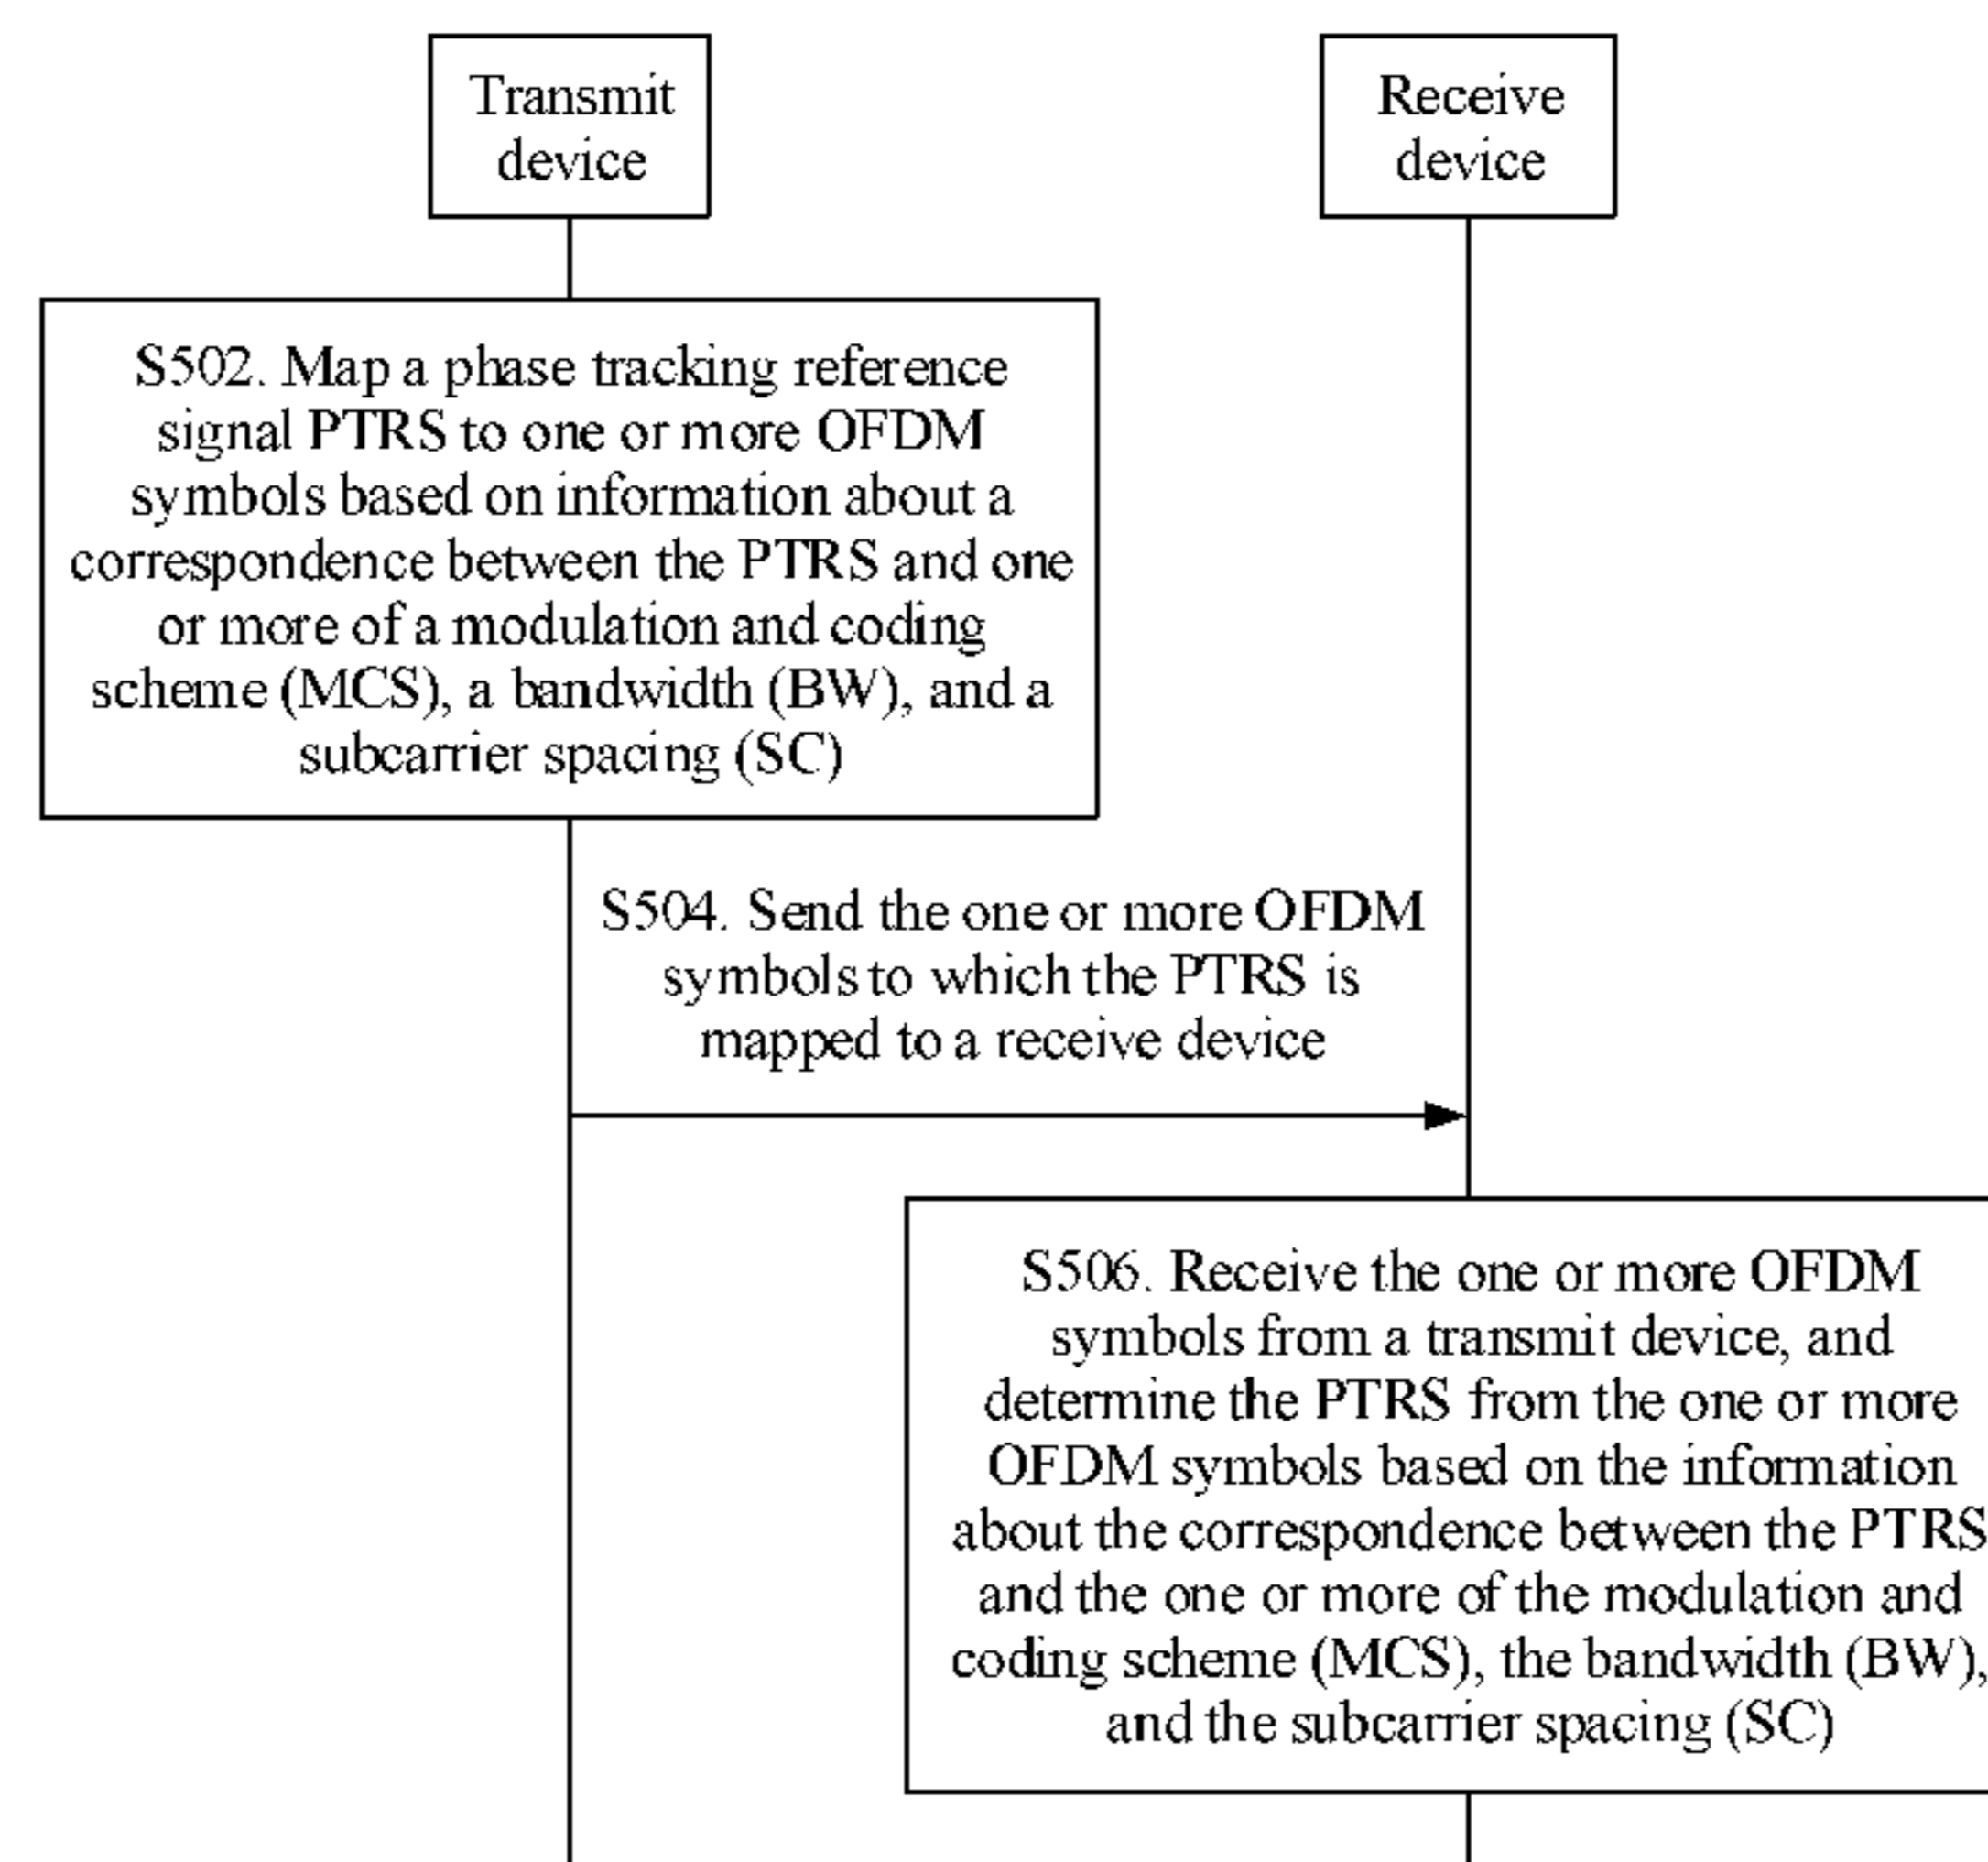 Transmit
device
Receive
device
S502. Map a phase tracking reference
signal PTRS to one or more OFDM
symbols based on information about a
correspondence between the PTRS and one
or more of a modulation and coding
scheme (MCS), a bandwidth (BW), and a
subcarrier spacing (SC)
S504. Send the one or more OFDM
symbols to which the PTRS is
mapped to a receive device
S506. Receive the one or more OFDM
symbols from a transmit device, and
determine the PTRS from the one or more
OFDM symbols based on the information
about the correspondence between the PTRS
and the one or more of the modulation and
coding scheme (MCS), the bandwidth (BW),
and the subcarrier spacing (SC)